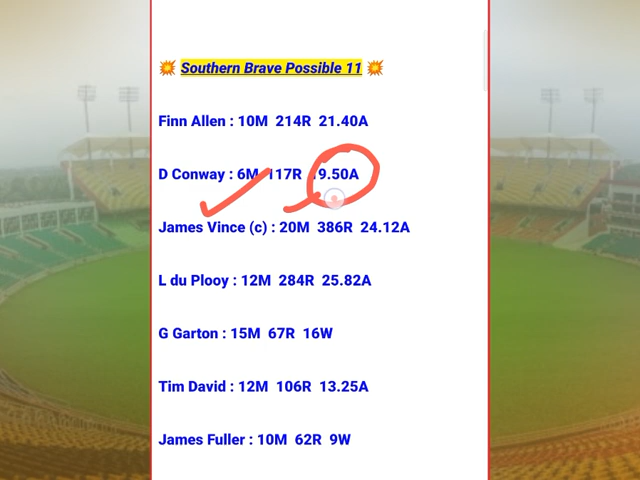 💥 Southern Brave Possible 11 💥
Finn Allen : 10M 214R 21.40A
D Conway : 6M 117R 19.50A
James Vince (c) : 20M 386R 24.12A
L du Plooy : 12M 284R 25.82A
G Garton : 15M 67R 16W
Tim David : 12M 106R 13.25A
James Fuller : 10M 62R 9W